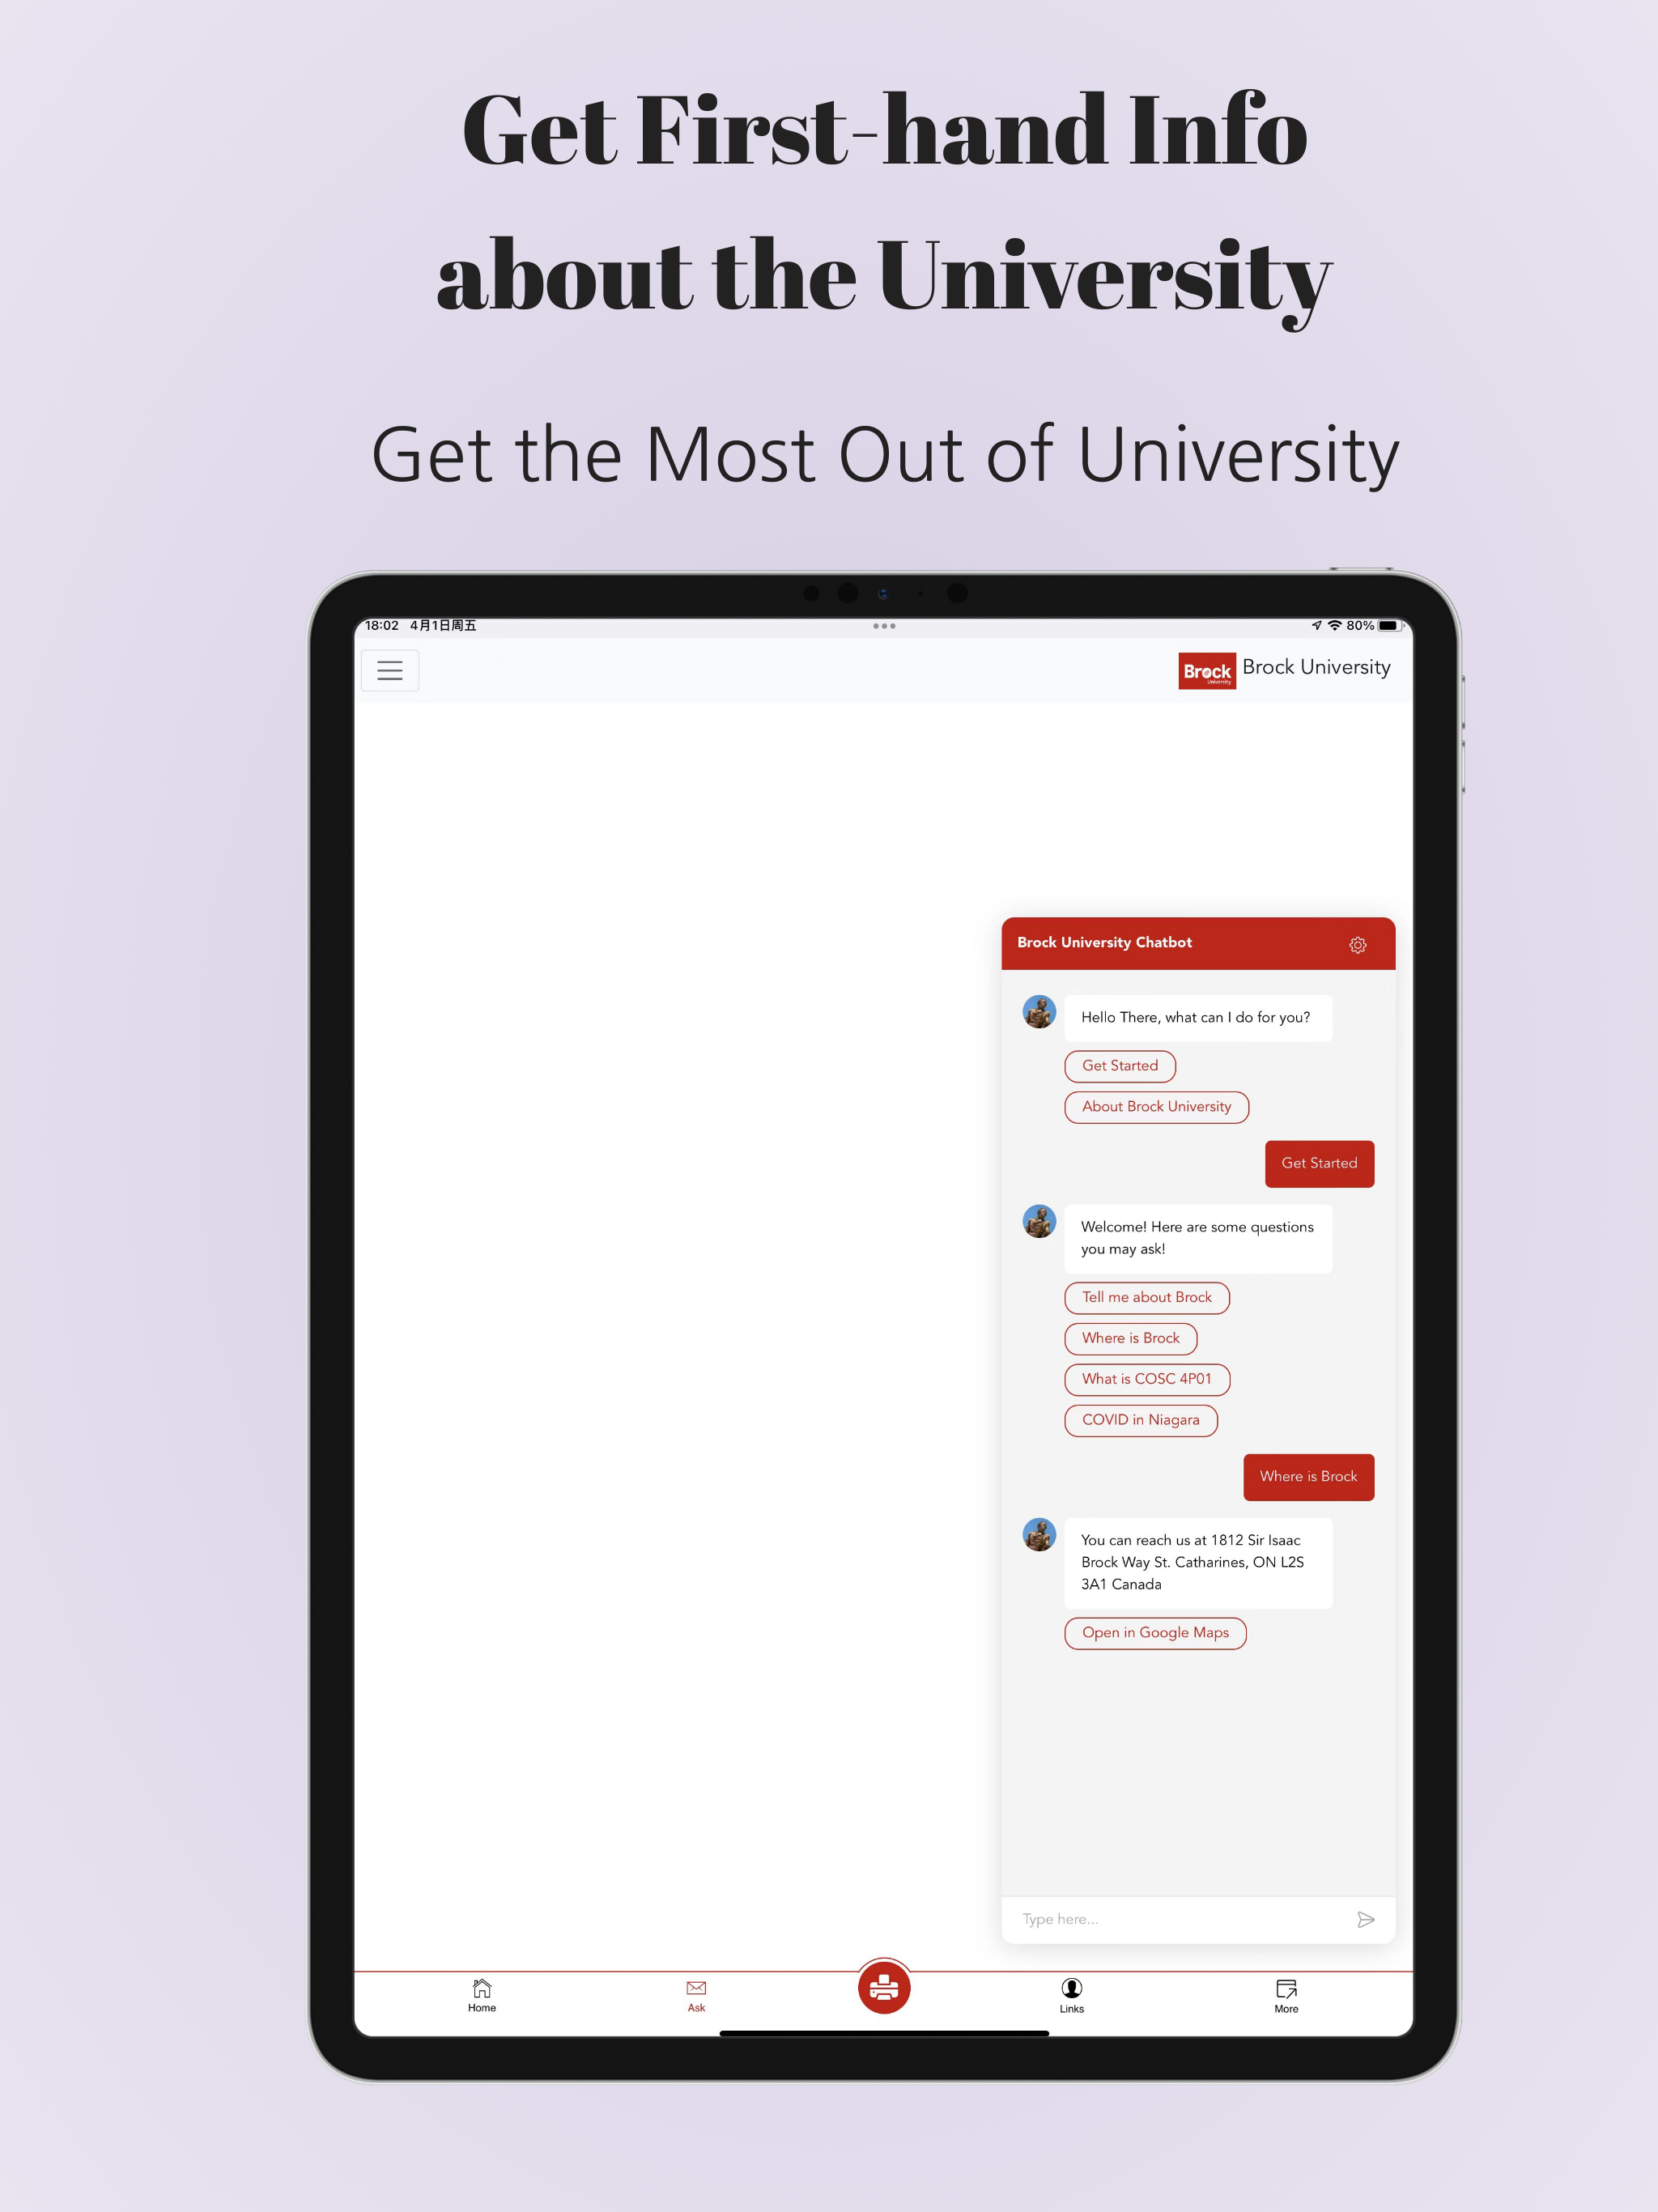 Get First-hand Info
about the University
Get the Most Out of University
18:02 4月1日周五
80%
Brock
University
Brock University
Brock University Chatbot
Hello There, what can I do for you?
Get Started
About Brock University
Get Started
Welcome! Here are some questions
you may ask!
Tell me about Brock
Where is Brock
What is COSC 4P01
COVID in Niagara
Where is Brock
You can reach us at 1812 Sir Isaac
Brock Way St. Catharines, ON L2S
3A1 Canada
Open in Google Maps
Type here...
Home
Ask
Links
More